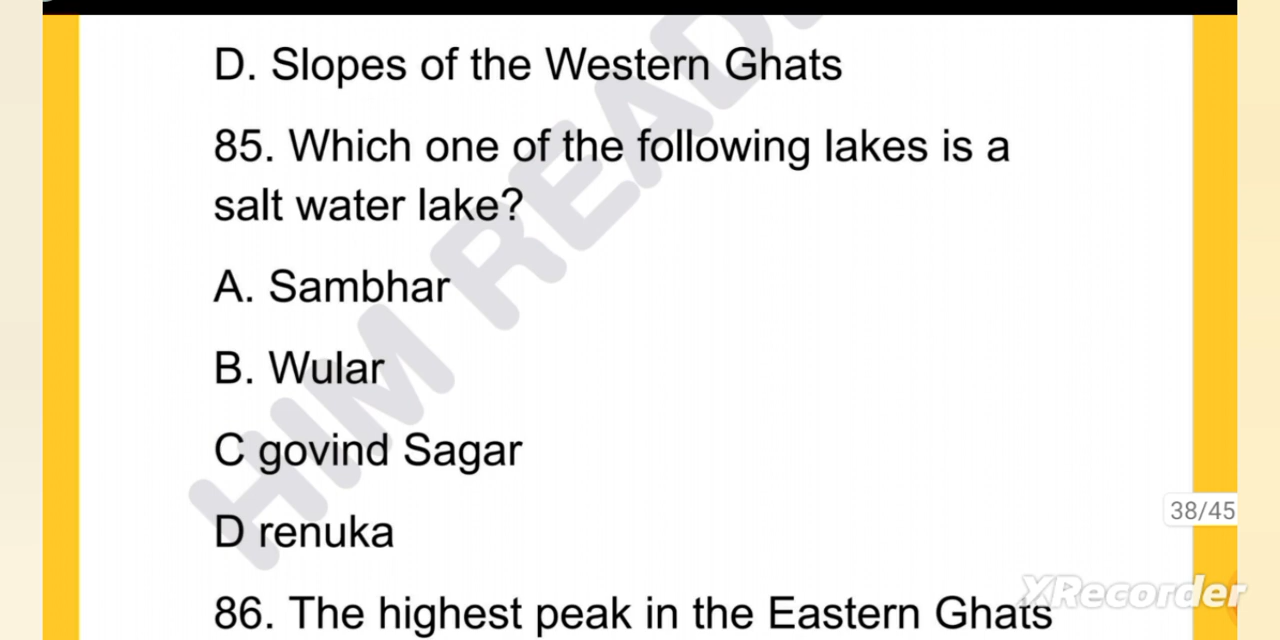 D. Slopes of the Western Ghats
85. Which one of the following lakes is a
salt water lake?
A. Sambhar
B. Wular
C govind Sagar
D renuka
38/45
XRecorder
86. The highest peak in the Eastern Ghats
HIM READ